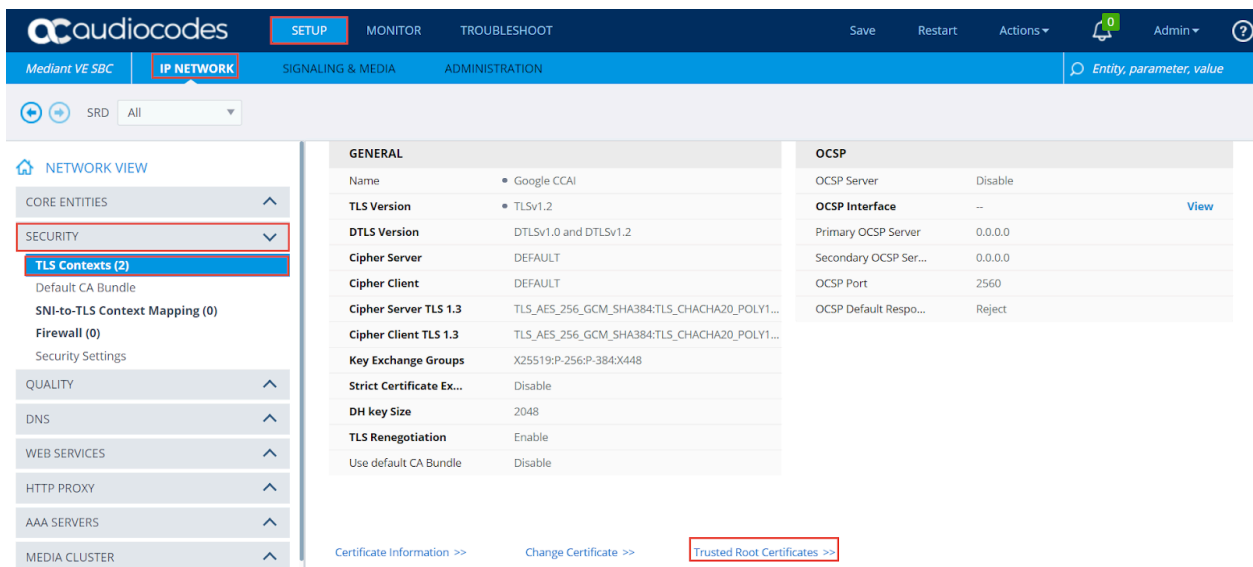 audiocodes SETUP MONITOR TROUBLESHOOT Save Restart Actions 0 Admin ?
Mediant VE SBC IP NETWORK SIGNALING & MEDIA ADMINISTRATION Entity, parameter, value
SRD All
NETWORK VIEW
CORE ENTITIES
SECURITY
TLS Contexts (2)
Default CA Bundle
SNI-to-TLS Context Mapping (0)
Firewall (0)
Security Settings
QUALITY
DNS
WEB SERVICES
HTTP PROXY
AAA SERVERS
MEDIA CLUSTER
GENERAL
Name Google CCAI
TLS Version TLSv1.2
DTLS Version DTLSv1.0 and DTLSv1.2
Cipher Server DEFAULT
Cipher Client DEFAULT
Cipher Server TLS 1.3 TLS_AES_256_GCM_SHA384:TLS_CHACHA20_POLY1...
Cipher Client TLS 1.3 TLS_AES_256_GCM_SHA384:TLS_CHACHA20_POLY1...
Key Exchange Groups X25519:P-256:P-384:X448
Strict Certificate Ex... Disable
DH key Size 2048
TLS Renegotiation Enable
Use default CA Bundle Disable
OCSP
OCSP Server Disable
OCSP Interface -- View
Primary OCSP Server 0.0.0.0
Secondary OCSP Ser... 0.0.0.0
OCSP Port 2560
OCSP Default Respo... Reject
Certificate Information >> Change Certificate >> Trusted Root Certificates >>